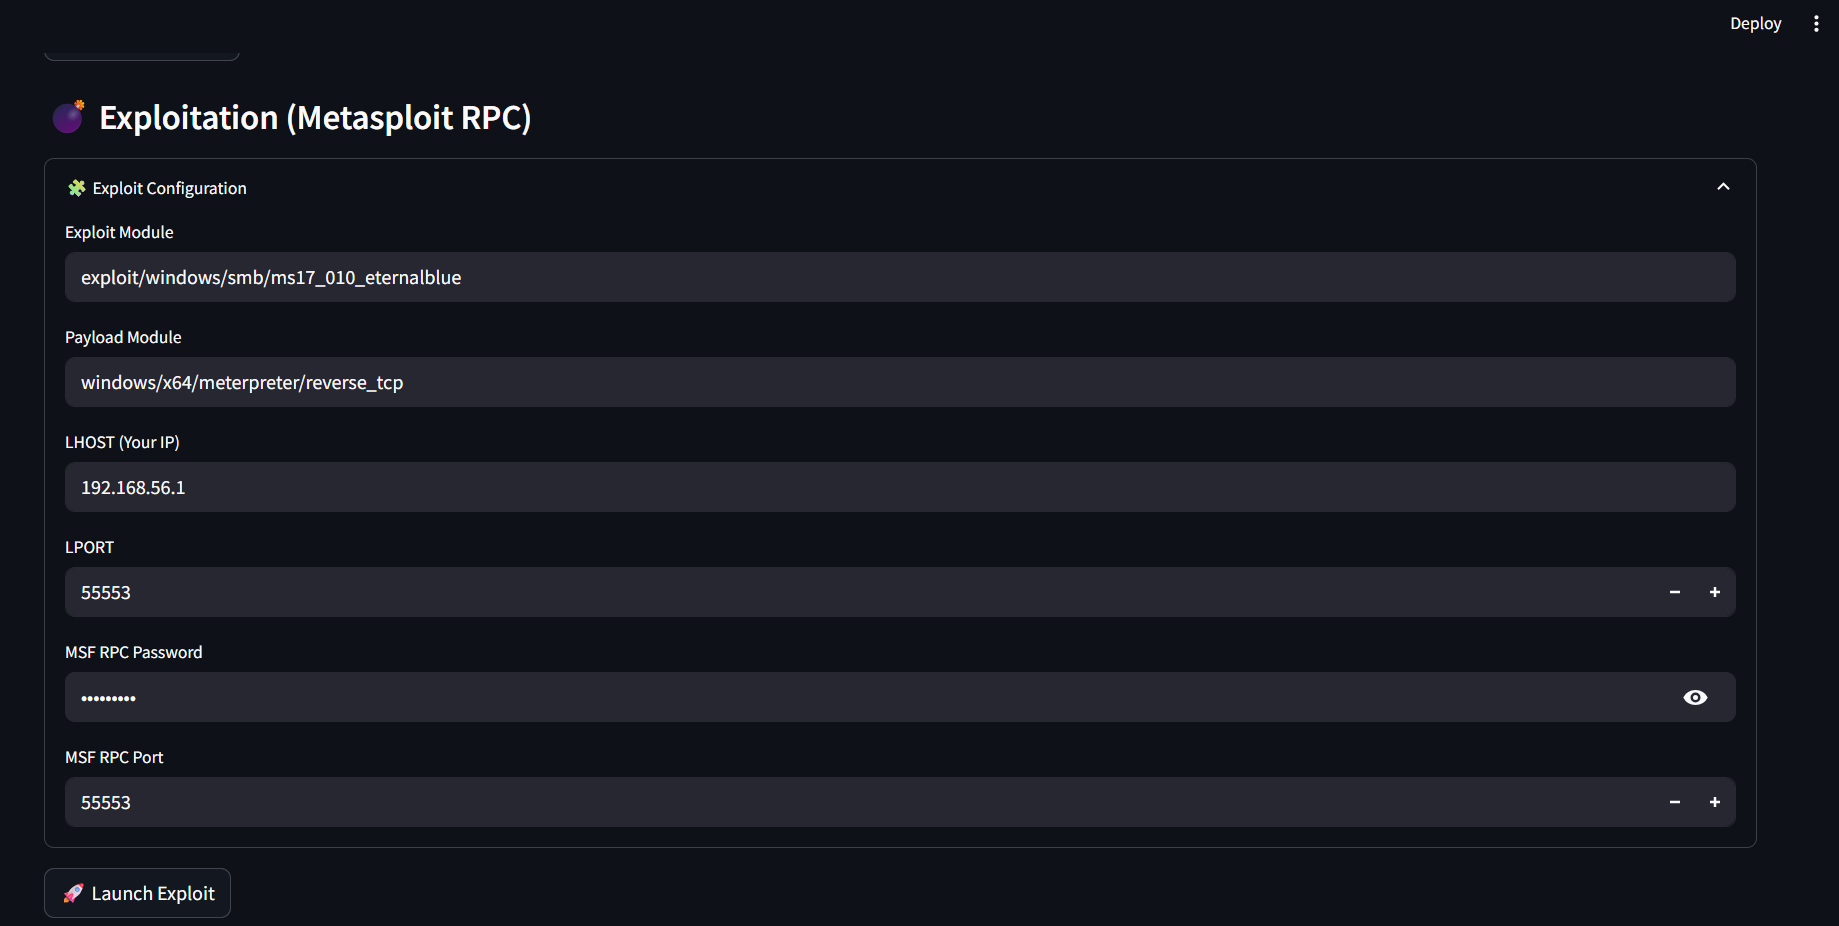 Deploy
Exploitation (Metasploit RPC)
Exploit Configuration
Exploit Module
exploit/windows/smb/ms17_010_eternalblue
Payload Module
windows/x64/meterpreter/reverse_tcp
LHOST (Your IP)
192.168.56.1
LPORT
55553
MSF RPC Password
•••••••••
MSF RPC Port
55553
Launch Exploit